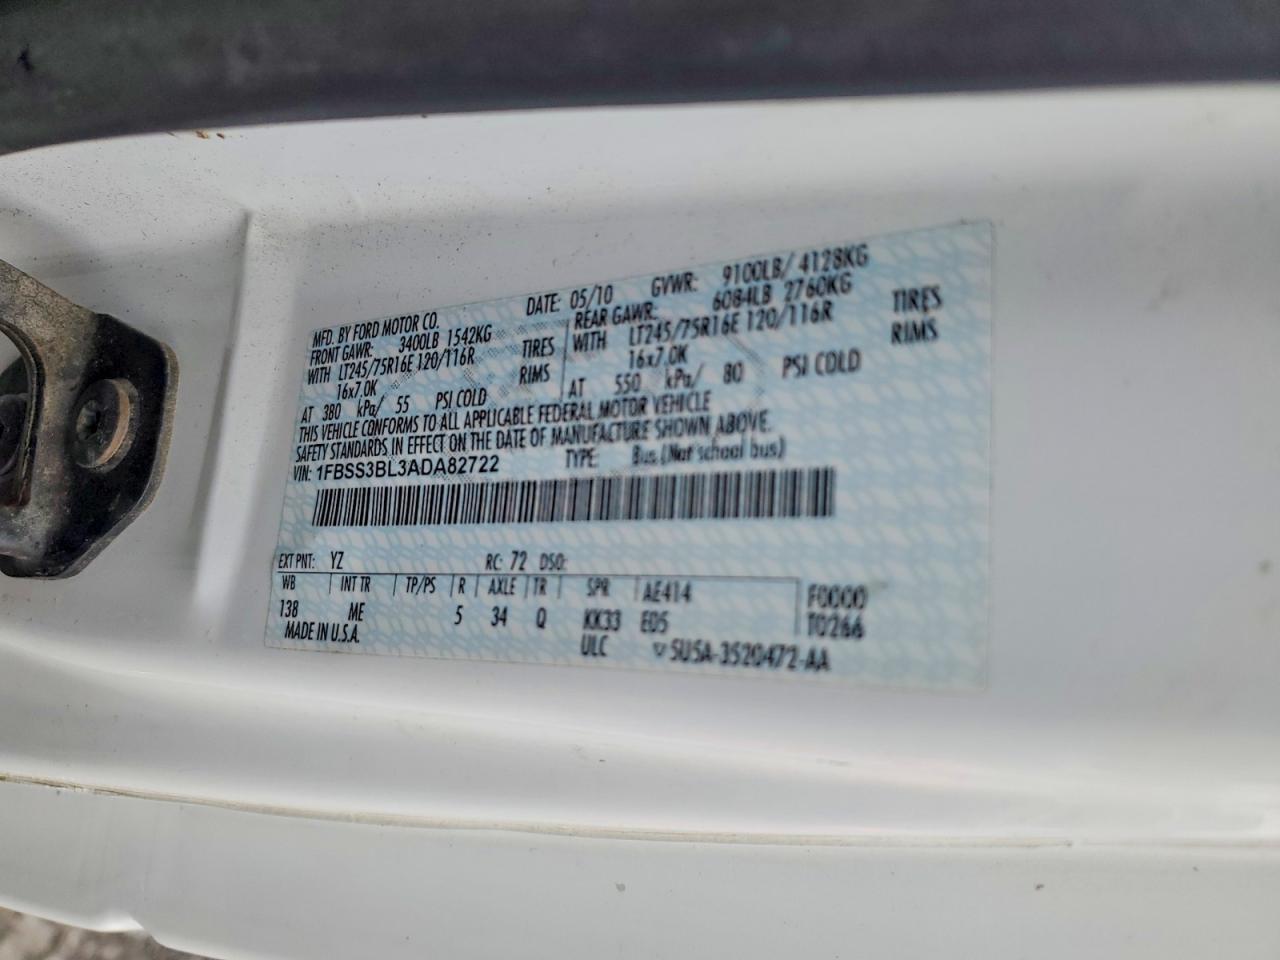 MFD. BY FORD MOTOR CO.
DATE: 05/10 GVWR: 9100LB/ 4128KG
FRONT GAWR: 3400LB 1542KG
REAR GAWR: 6084LB 2760KG
WITH LT245/75R16E 120/116R TIRES
WITH LT245/75R16E 120/116R TIRES
16x7.0K RIMS
16x7.0K RIMS
AT 380 kPa/ 55 PSI COLD
AT 550 kPa/ 80 PSI COLD
THIS VEHICLE CONFORMS TO ALL APPLICABLE FEDERAL MOTOR VEHICLE
SAFETY STANDARDS IN EFFECT ON THE DATE OF MANUFACTURE SHOWN ABOVE.
VIN: 1FBSS3BL3ADA82722 TYPE: Bus (Not school bus)
EXT PNT: YZ RC: 72 DSO:
WB INT TR TP/PS R AXLE TR SPR AE414 F0000
138 ME 5 34 Q KK33 E05 T0266
MADE IN U.S.A. ULC ▽5U5A-3520472-AA